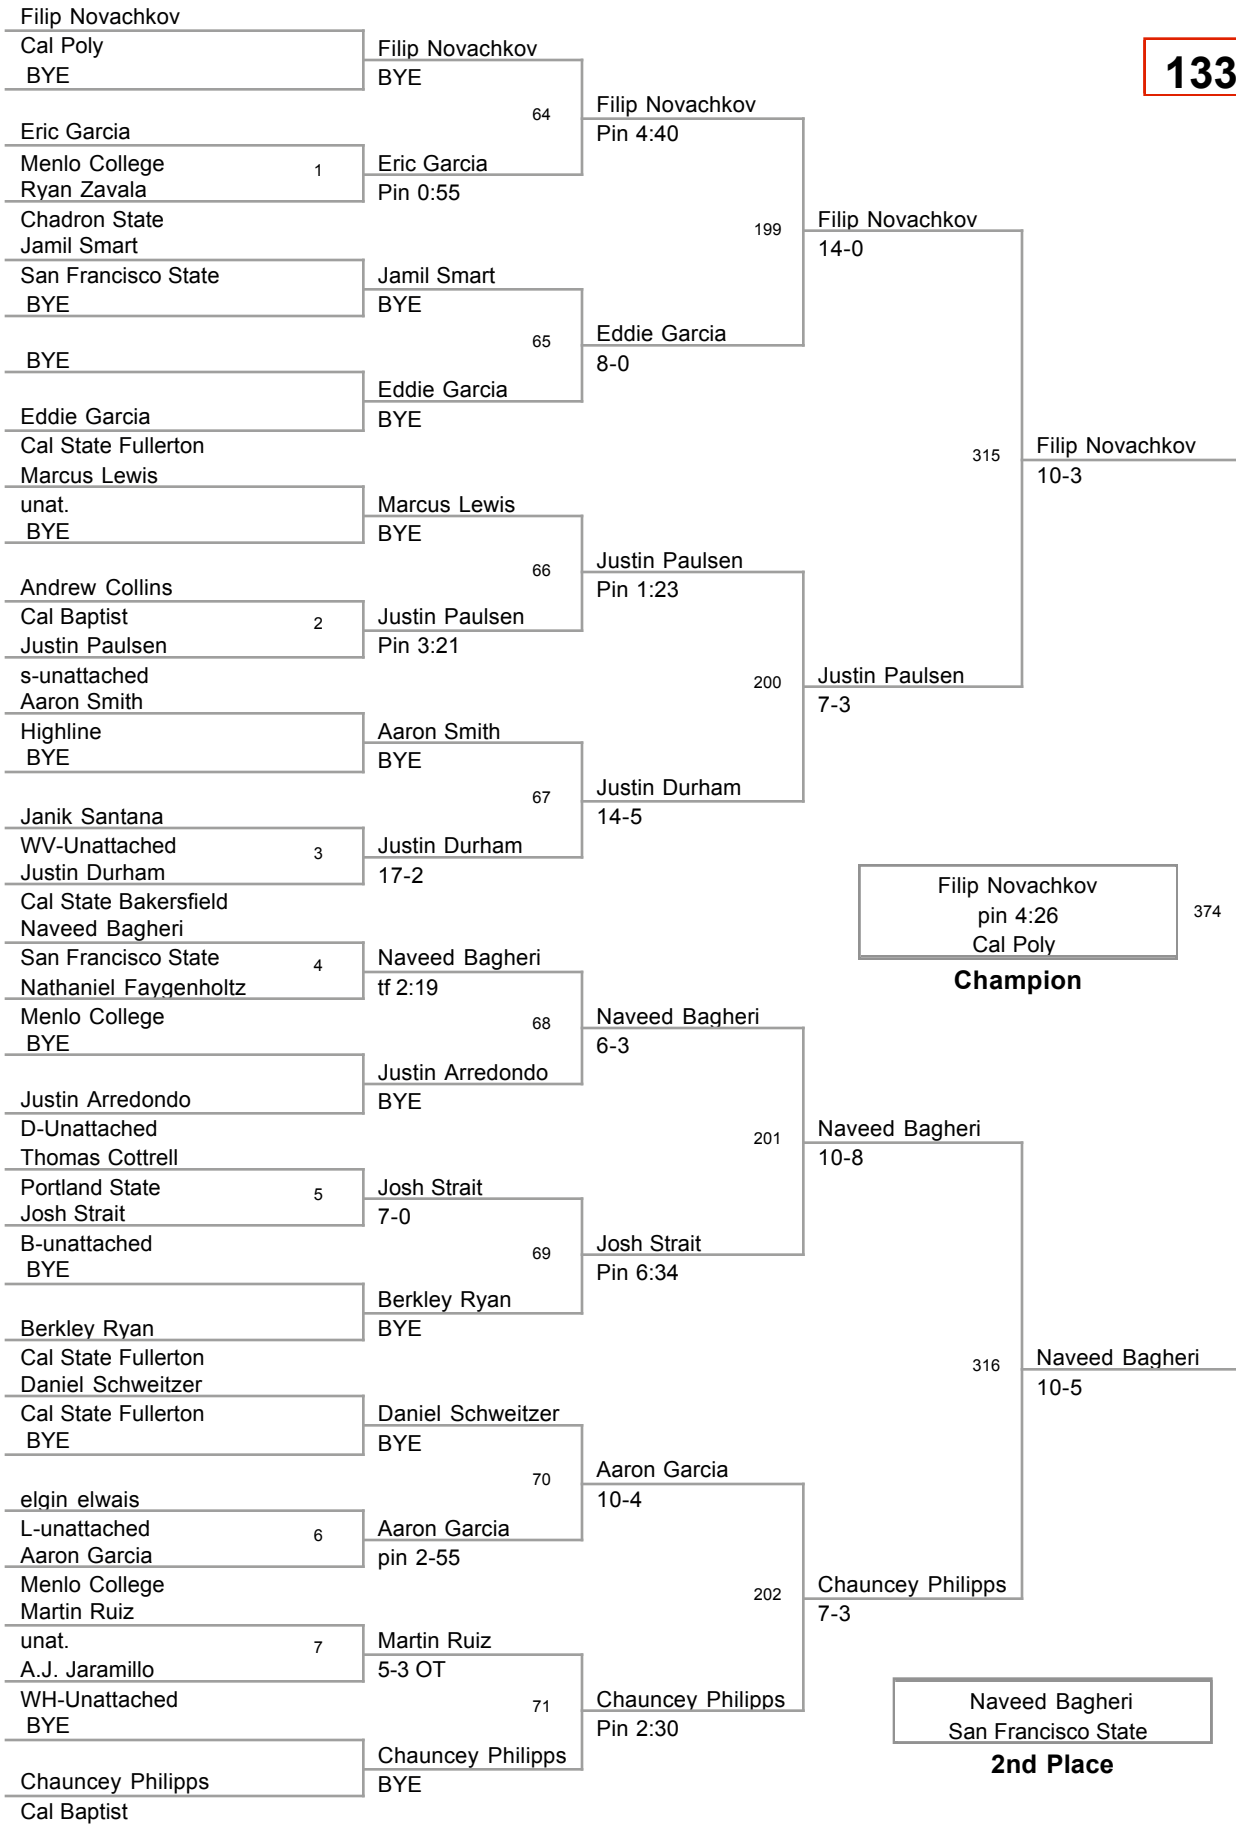 Filip Novachkov
Cal Poly
BYE
Eric Garcia
Menlo College
1
Ryan Zavala
Chadron State
Jamil Smart
San Francisco State
BYE
BYE
Eddie Garcia
Cal State Fullerton
Marcus Lewis
unat.
BYE
Andrew Collins
Cal Baptist
2
Justin Paulsen
s-unattached
Aaron Smith
Highline
BYE
Janik Santana
WV-Unattached
3
Justin Durham
Cal State Bakersfield
Naveed Bagheri
San Francisco State
4
Nathaniel Faygenholtz
Menlo College
BYE
Justin Arredondo
D-Unattached
Thomas Cottrell
Portland State
5
Josh Strait
B-unattached
BYE
Berkley Ryan
Cal State Fullerton
Daniel Schweitzer
Cal State Fullerton
BYE
elgin elwais
L-unattached
6
Aaron Garcia
Menlo College
Martin Ruiz
unat.
7
A.J. Jaramillo
WH-Unattached
BYE
Chauncey Philipps
Cal Baptist
Filip Novachkov
BYE
64
Eric Garcia
Pin 0:55
Jamil Smart
BYE
65
Eddie Garcia
BYE
Marcus Lewis
BYE
66
Justin Paulsen
Pin 3:21
Aaron Smith
BYE
67
Justin Durham
17-2
Naveed Bagheri
tf 2:19
68
Justin Arredondo
BYE
Josh Strait
7-0
69
Berkley Ryan
BYE
Daniel Schweitzer
BYE
70
Aaron Garcia
pin 2-55
Martin Ruiz
5-3 OT
71
Chauncey Philipps
BYE
Filip Novachkov
Pin 4:40
199
Eddie Garcia
8-0
Justin Paulsen
Pin 1:23
200
Justin Durham
14-5
Naveed Bagheri
6-3
201
Josh Strait
Pin 6:34
Aaron Garcia
10-4
202
Chauncey Philipps
Pin 2:30
Filip Novachkov
14-0
315
Justin Paulsen
7-3
Naveed Bagheri
10-8
316
Chauncey Philipps
7-3
133
Filip Novachkov
10-3
Filip Novachkov
pin 4:26
Cal Poly
374
Champion
Naveed Bagheri
10-5
Naveed Bagheri
San Francisco State
2nd Place